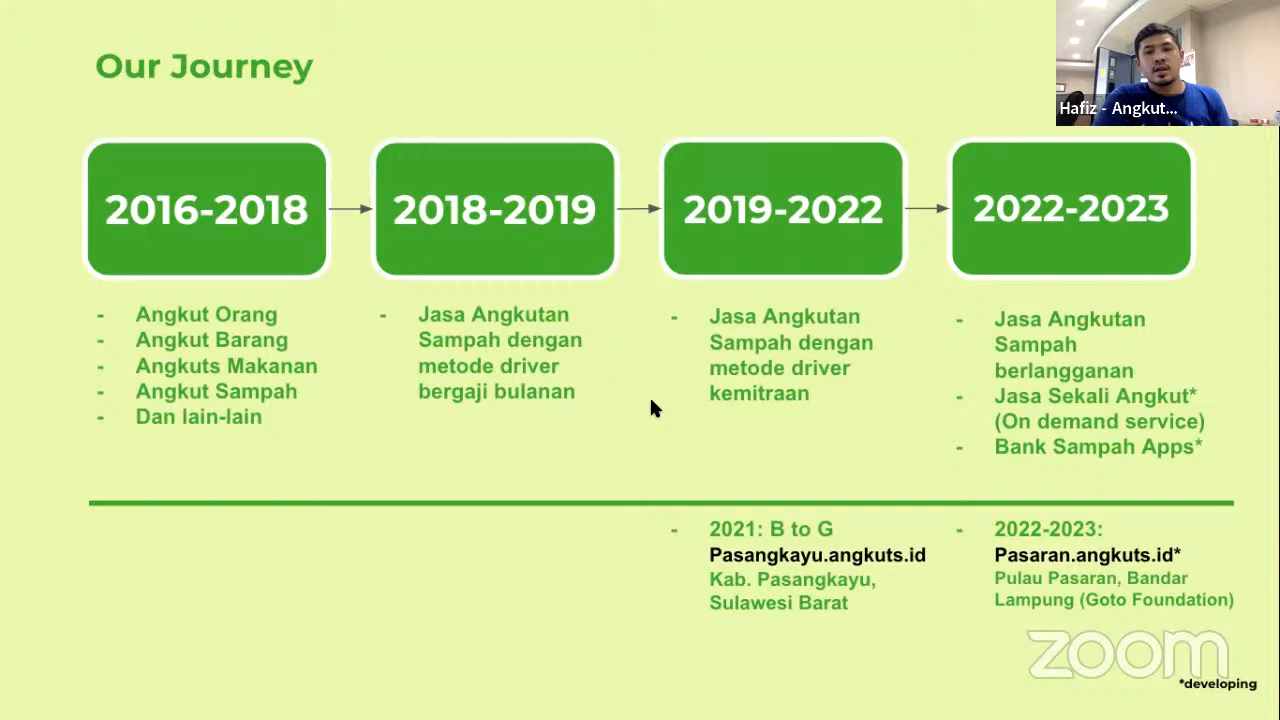 Our Journey
Hafiz - Angkut...
2016-2018
2018-2019
2019-2022
2022-2023
- Angkut Orang
- Angkut Barang
- Angkuts Makanan
- Angkut Sampah
- Dan lain-lain
- Jasa Angkutan
Sampah dengan
metode driver
bergaji bulanan
- Jasa Angkutan
Sampah dengan
metode driver
kemitraan
- Jasa Angkutan
Sampah
berlangganan
- Jasa Sekali Angkut*
(On demand service)
- Bank Sampah Apps*
- 2021: B to G
Pasangkayu.angkuts.id
Kab. Pasangkayu,
Sulawesi Barat
- 2022-2023:
Pasaran.angkuts.id*
Pulau Pasaran, Bandar
Lampung (Goto Foundation)
zoom
*developing